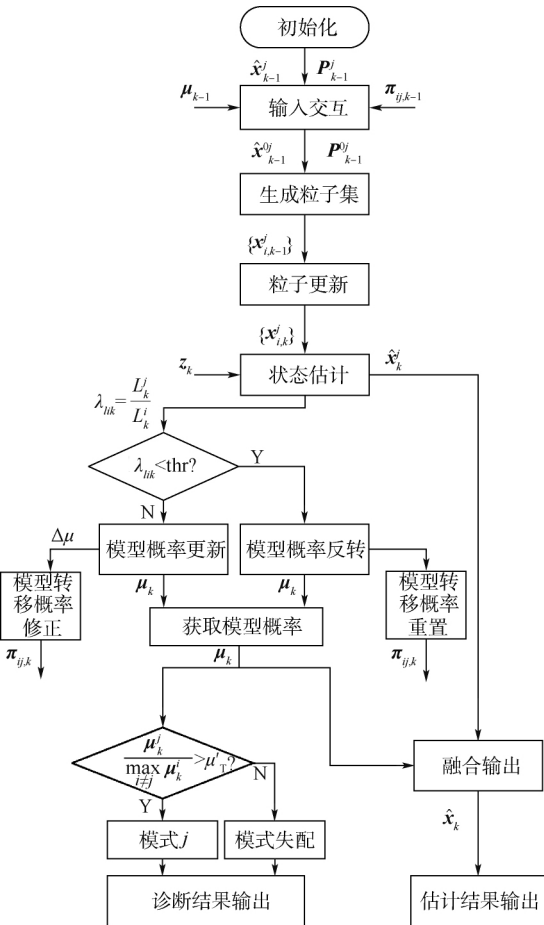 初始化
x̂ʲₖ₋₁ Pʲₖ₋₁
μₖ₋₁ 输入交互 πᵢⱼ,ₖ₋₁
x̂⁰ʲₖ₋₁ P⁰ʲₖ₋₁
生成粒子集
{xʲᵢ,ₖ₋₁}
粒子更新
{xʲᵢ,ₖ}
zₖ 状态估计 x̂ʲₖ
λₗᵢₖ=Lʲₖ/Lⁱₖ
λₗᵢₖ<thr? Y
N
Δμ 模型概率更新 模型概率反转
μₖ μₖ
模型转
移概率
修正
模型转
移概率
重置
获取模型概率
πᵢⱼ,ₖ πᵢⱼ,ₖ
μₖ
μʲₖ
max μⁱₖ >μ′_T?
i≠j
N
Y
融合输出
x̂ₖ
模式j 模式失配
诊断结果输出 估计结果输出